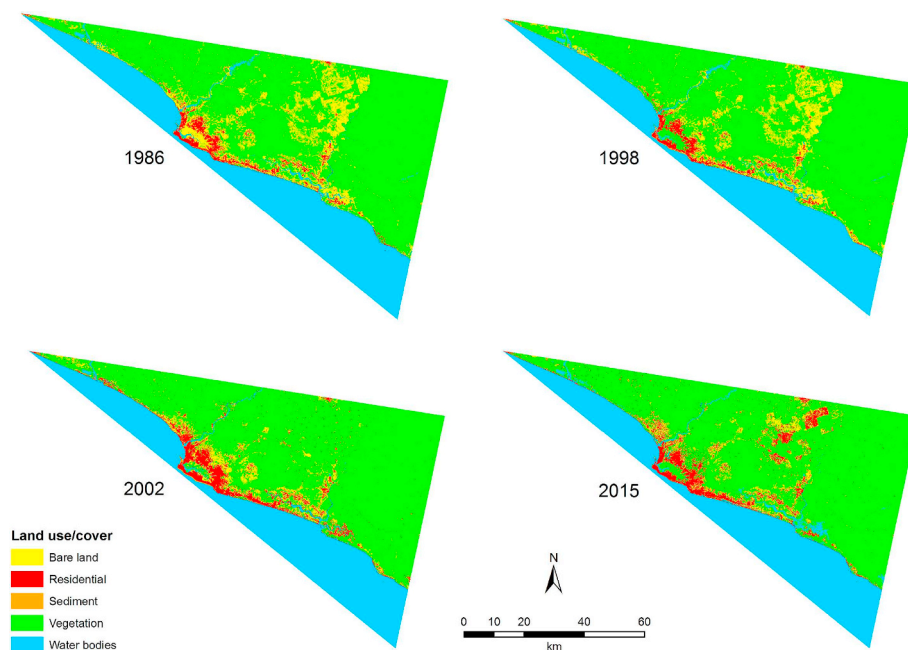 1986
1998
2002
2015
Land use/cover
Bare land
Residential
Sediment
Vegetation
Water bodies
N
0 10 20 40 60
km